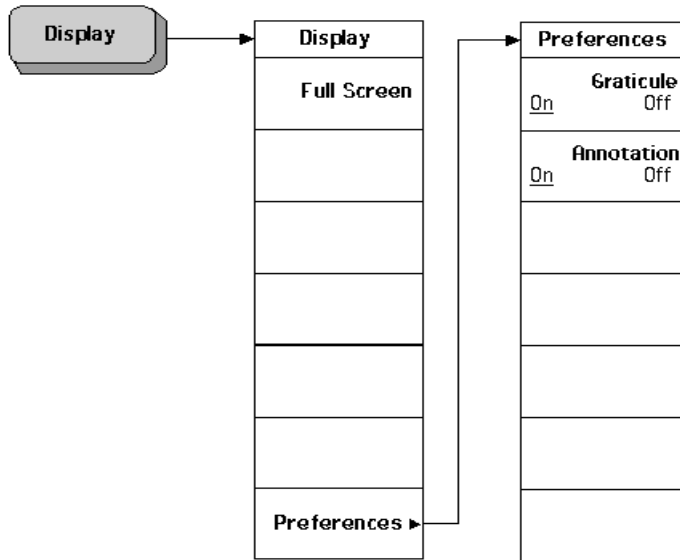 Display
Display
Full Screen
Preferences
Preferences
Graticule
On Off
Annotation
On Off